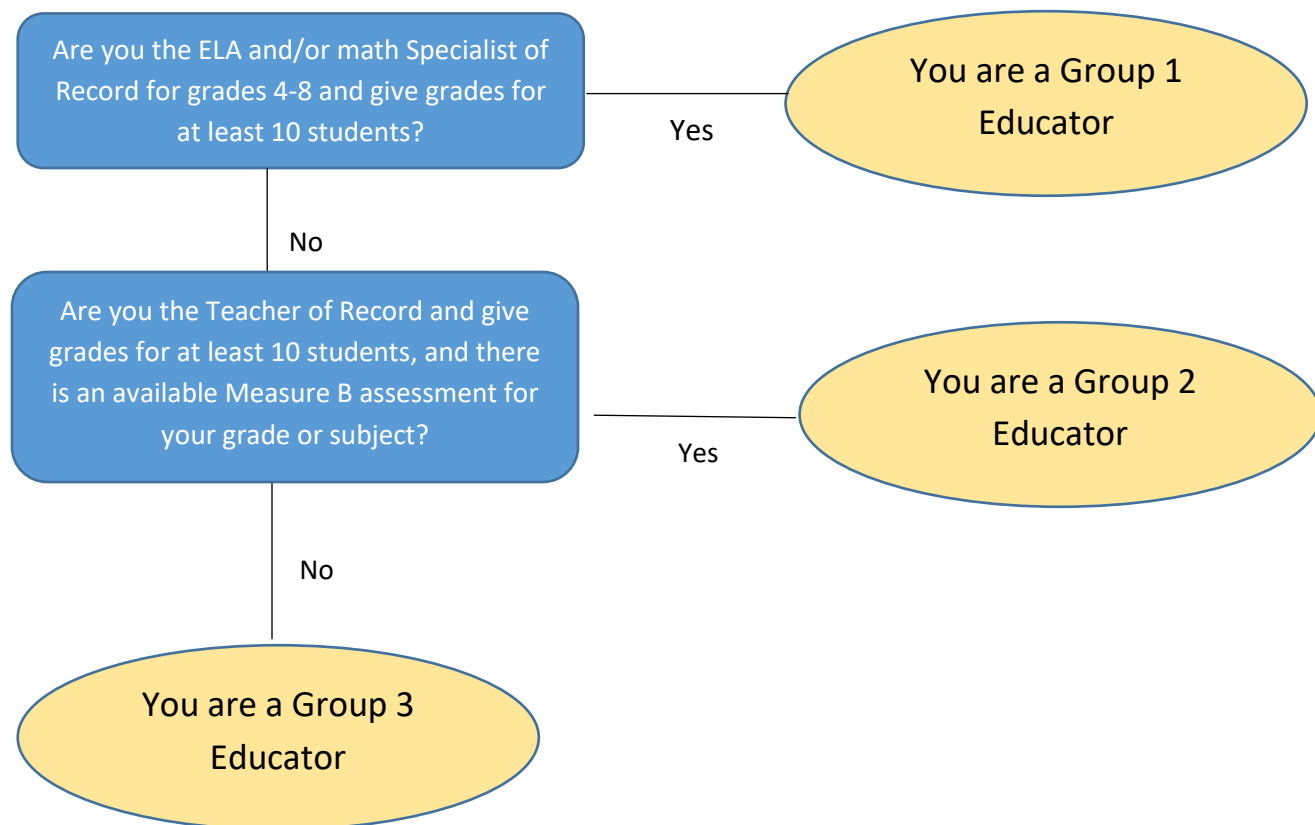 Are you the ELA and/or math Specialist of
Record for grades 4-8 and give grades for
at least 10 students?
Yes
You are a Group 1
Educator
No
Are you the Teacher of Record and give
grades for at least 10 students, and there
is an available Measure B assessment for
your grade or subject?
Yes
You are a Group 2
Educator
No
You are a Group 3
Educator